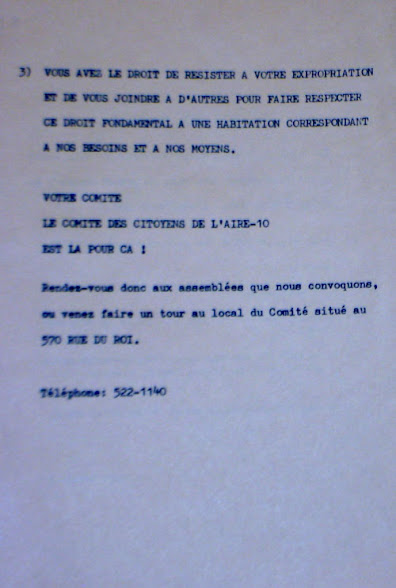 3) VOUS AVEZ LE DROIT DE RESISTER A VOTRE EXPROPRIATION
ET DE VOUS JOINDRE A D'AUTRES POUR FAIRE RESPECTER
CE DROIT FONDAMENTAL A UNE HABITATION CORRESPONDANT
A NOS BESOINS ET A NOS MOYENS.
VOTRE COMITE
LE COMITE DES CITOYENS DE L'AIRE-10
EST LA POUR CA !
Rendez-vous donc aux assemblées que nous convoquons,
ou venez faire un tour au local du Comité situé au
570 RUE DU ROI.
Téléphone: 522-1140